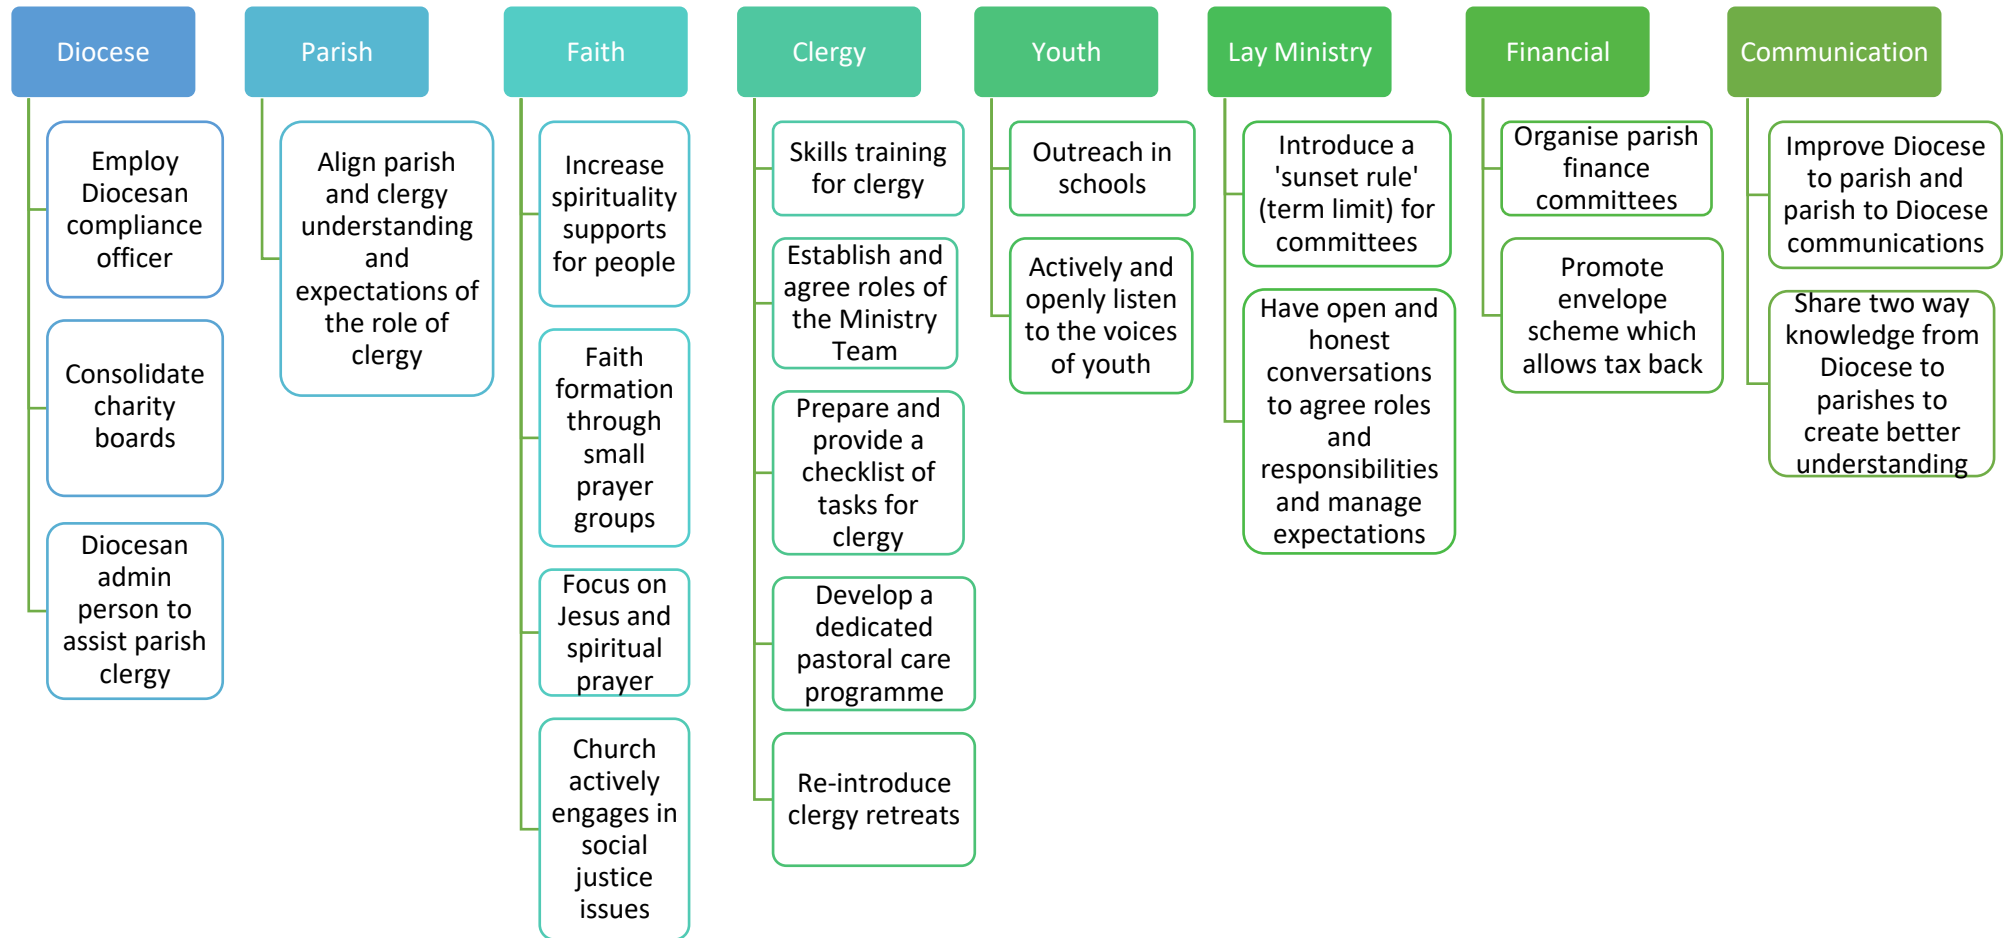 Diocese
Employ
Diocesan
compliance
officer
Consolidate
charity
boards
Diocesan
admin
person to
assist parish
clergy
Parish
Align parish
and clergy
understanding
and
expectations of
the role of
clergy
Faith
Increase
spirituality
supports
for people
Faith
formation
through
small
prayer
groups
Focus on
Jesus and
spiritual
prayer
Church
actively
engages in
social
justice
issues
Clergy
Skills training
for clergy
Establish and
agree roles of
the Ministry
Team
Prepare and
provide a
checklist of
tasks for
clergy
Develop a
dedicated
pastoral care
programme
Re-introduce
clergy retreats
Youth
Outreach in
schools
Actively and
openly listen
to the voices
of youth
Lay Ministry
Introduce a
'sunset rule'
(term limit) for
committees
Have open and
honest
conversations
to agree roles
and
responsibilities
and manage
expectations
Financial
Organise parish
finance
committees
Promote
envelope
scheme which
allows tax back
Communication
Improve Diocese
to parish and
parish to Diocese
communications
Share two way
knowledge from
Diocese to
parishes to
create better
understanding